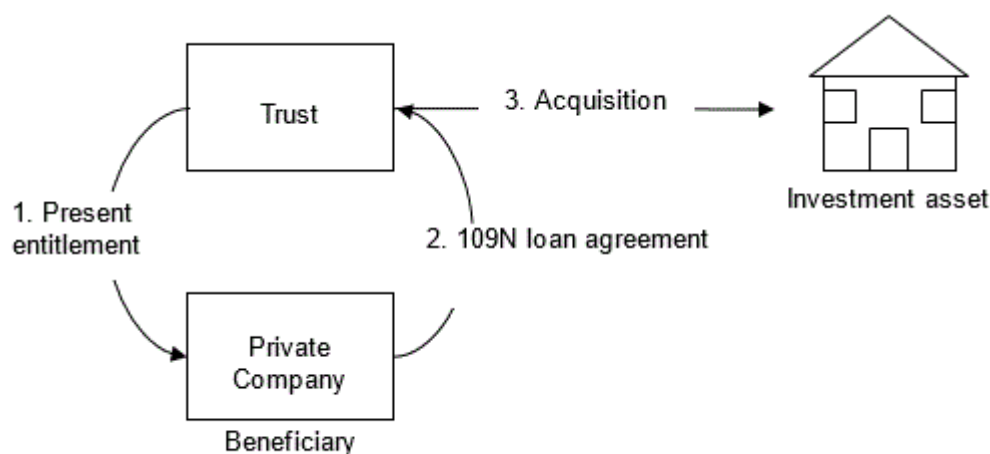 Trust
3. Acquisition
Investment asset
1. Present
entitlement
2. 109N loan agreement
Private
Company
Beneficiary